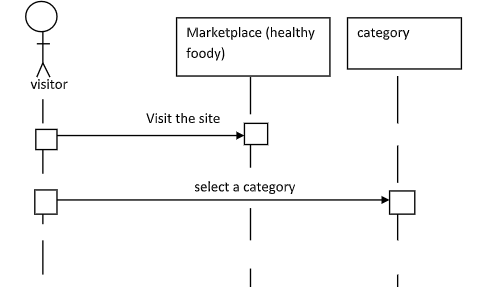 Marketplace (healthy
foody)
category
visitor
Visit the site
select a category